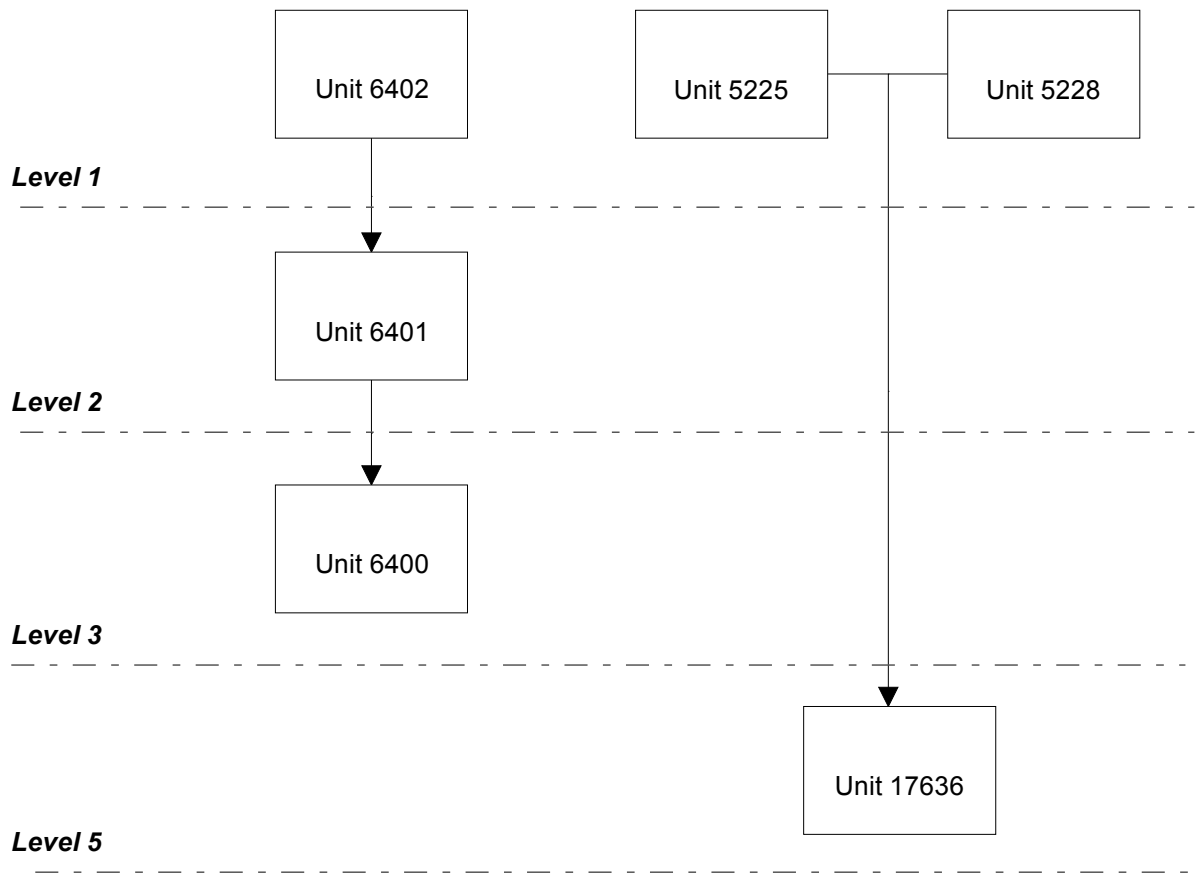 Unit 6402
Unit 5225
Unit 5228
Level 1
Unit 6401
Level 2
Unit 6400
Level 3
Unit 17636
Level 5